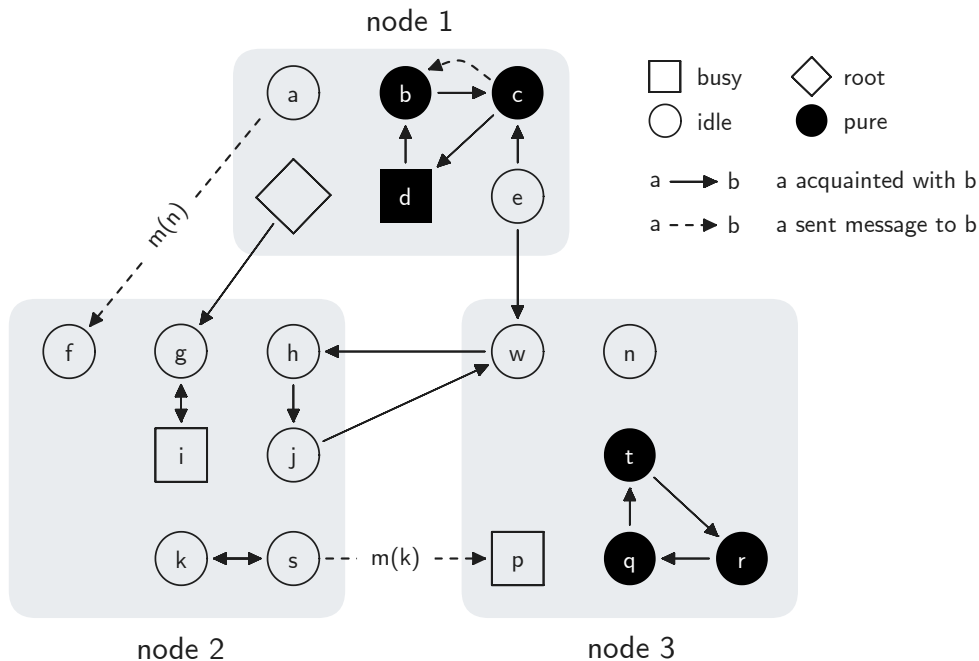 node 1
a
b
c
busy
root
idle
pure
a b a acquainted with b
d
e
m(n)
a b a sent message to b
f
g
h
w
n
i
j
t
k
s
m(k)
p
q
r
node 2
node 3